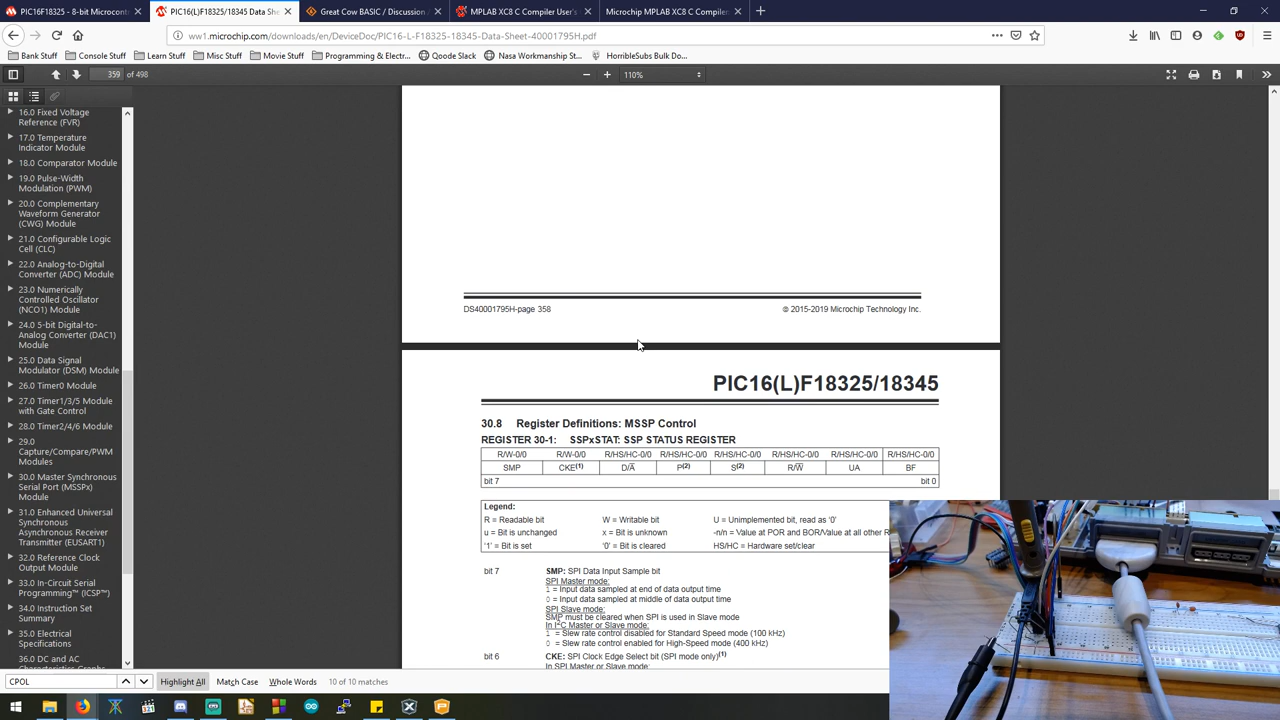 PIC16F18325 - 8-bit Microcont
PIC16(L)F18325/18345 Data She
Great Cow BASIC / Discussion /
MPLAB XC8 C Compiler User's
Microchip MPLAB XC8 C Compiler
ww1.microchip.com/downloads/en/DeviceDoc/PIC16-L-F18325-18345-Data-Sheet-40001795H.pdf
Bank Stuff
Console Stuff
Learn Stuff
Misc Stuff
Movie Stuff
Programming & Electr...
Qoode Slack
Nasa Workmanship St...
HorribleSubs Bulk Do...
359 of 498
110%
16.0 Fixed Voltage
Reference (FVR)
17.0 Temperature
Indicator Module
18.0 Comparator Module
19.0 Pulse-Width
Modulation (PWM)
20.0 Complementary
Waveform Generator
(CWG) Module
21.0 Configurable Logic
Cell (CLC)
22.0 Analog-to-Digital
Converter (ADC) Module
23.0 Numerically
Controlled Oscillator
(NCO1) Module
24.0 5-bit Digital-to-
Analog Converter (DAC1)
Module
25.0 Data Signal
Modulator (DSM) Module
26.0 Timer0 Module
27.0 Timer1/3/5 Module
with Gate Control
28.0 Timer2/4/6 Module
29.0
Capture/Compare/PWM
Modules
30.0 Master Synchronous
Serial Port (MSSPx)
Module
31.0 Enhanced Universal
Synchronous
Asynchronous Receiver
Transmitter (EUSART1)
32.0 Reference Clock
Output Module
33.0 In-Circuit Serial
Programming™ (ICSP™)
34.0 Instruction Set
Summary
35.0 Electrical
Specifications
36.0 DC and AC
Characteristics Graphs
DS40001795H-page 358
© 2015-2019 Microchip Technology Inc.
PIC16(L)F18325/18345
30.8 Register Definitions: MSSP Control
REGISTER 30-1: SSPxSTAT: SSP STATUS REGISTER
R/W-0/0 R/W-0/0 R/HS/HC-0/0 R/HS/HC-0/0 R/HS/HC-0/0 R/HS/HC-0/0 R/HS/HC-0/0 R/HS/HC-0/0
SMP CKE(1) D/A̅ P(2) S(2) R/W̅ UA BF
bit 7 bit 0
Legend:
R = Readable bit W = Writable bit U = Unimplemented bit, read as ‘0’
u = Bit is unchanged x = Bit is unknown -n/n = Value at POR and BOR/Value at all other R
‘1’ = Bit is set ‘0’ = Bit is cleared HS/HC = Hardware set/clear
bit 7 SMP: SPI Data Input Sample bit
SPI Master mode:
1 = Input data sampled at end of data output time
0 = Input data sampled at middle of data output time
SPI Slave mode:
SMP must be cleared when SPI is used in Slave mode
In I²C Master or Slave mode:
1 = Slew rate control disabled for Standard Speed mode (100 kHz)
0 = Slew rate control enabled for High-Speed mode (400 kHz)
bit 6 CKE: SPI Clock Edge Select bit (SPI mode only)(1)
In SPI Master or Slave mode:
CPOL
Highlight All
Match Case
Whole Words
10 of 10 matches